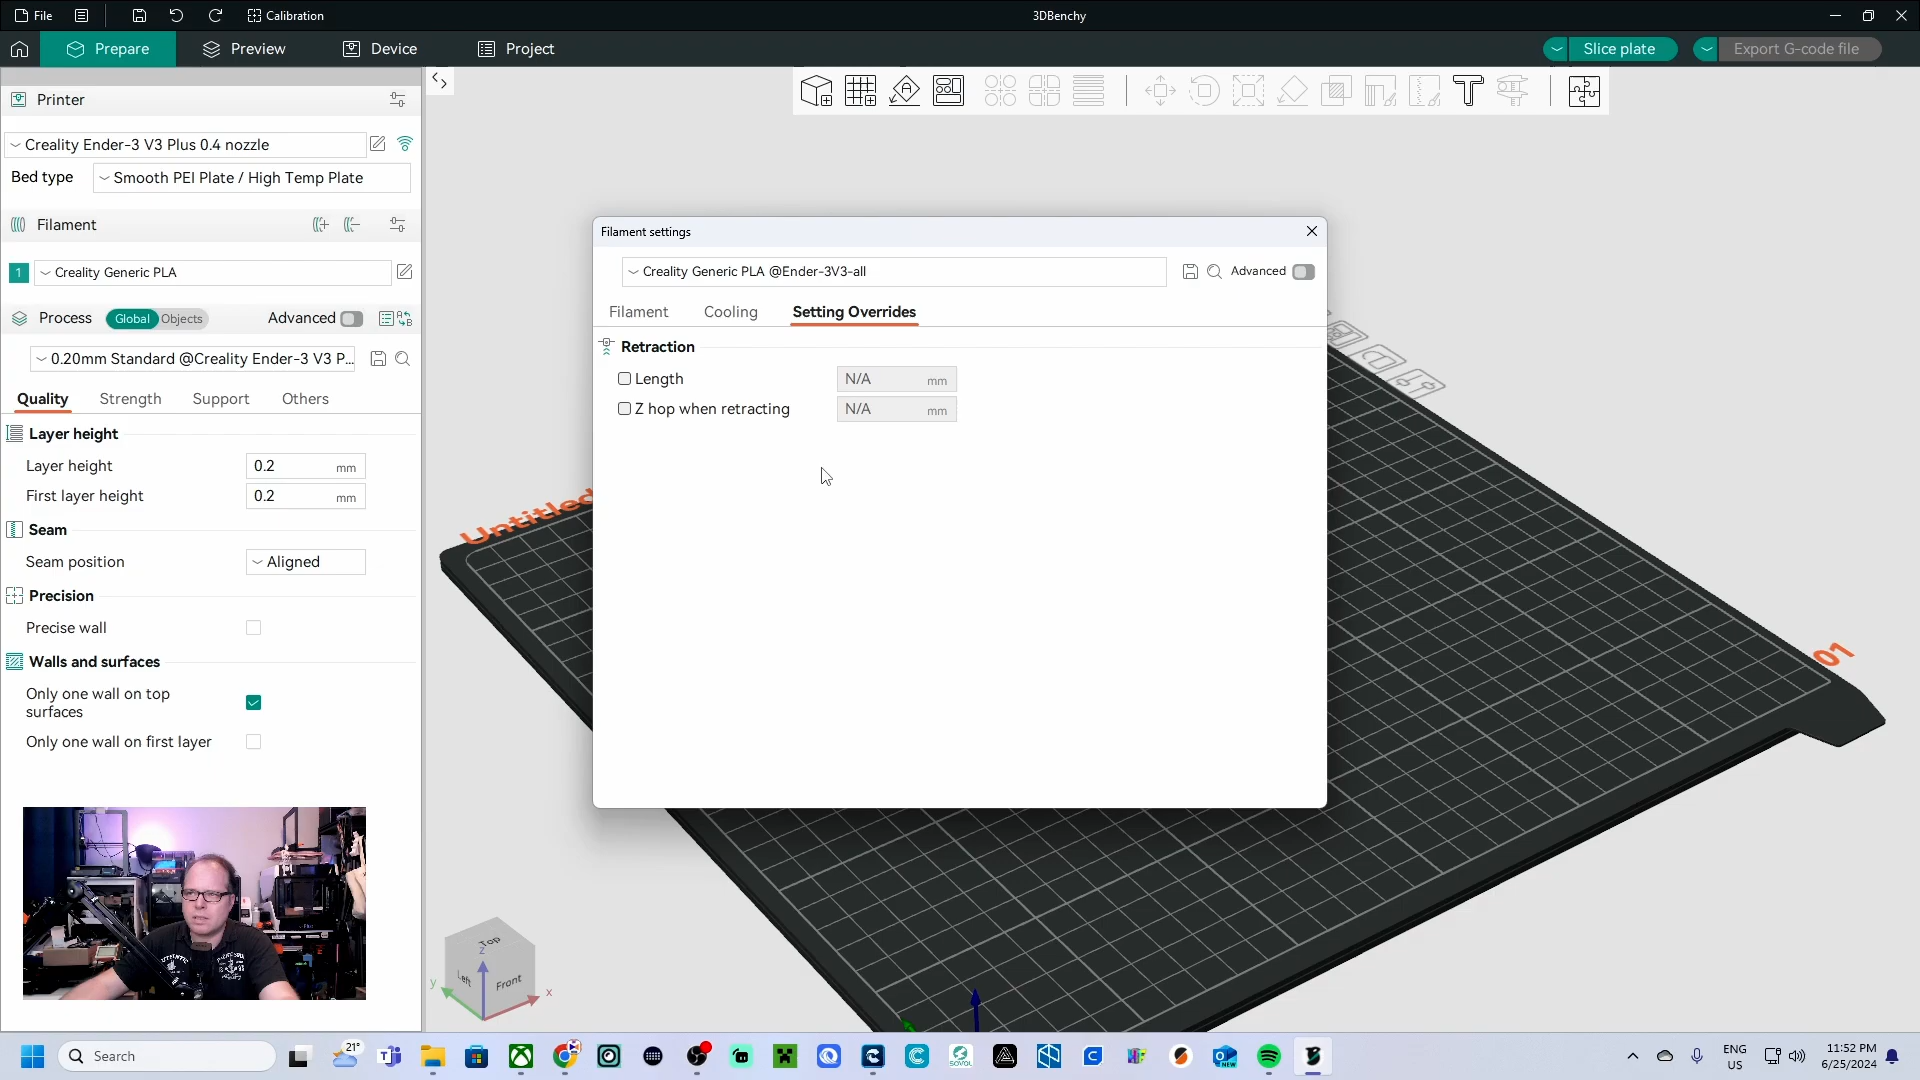 File
Calibration
3DBenchy
Prepare
Preview
Device
Project
Slice plate
Export G-code file
Printer
Creality Ender-3 V3 Plus 0.4 nozzle
Bed type
Smooth PEI Plate / High Temp Plate
Filament
1
Creality Generic PLA
Process
Global
Objects
Advanced
0.20mm Standard @Creality Ender-3 V3 P...
Quality
Strength
Support
Others
Layer height
Layer height
0.2 mm
First layer height
0.2 mm
Seam
Seam position
Aligned
Precision
Precise wall
Walls and surfaces
Only one wall on top
surfaces
Only one wall on first layer
Filament settings
Creality Generic PLA @Ender-3V3-all
Advanced
Filament
Cooling
Setting Overrides
Retraction
Length
N/A mm
Z hop when retracting
N/A mm
Untitled
01
Top
Left
Front
z
y
x
Search
21°
ENG
US
11:52 PM
6/25/2024